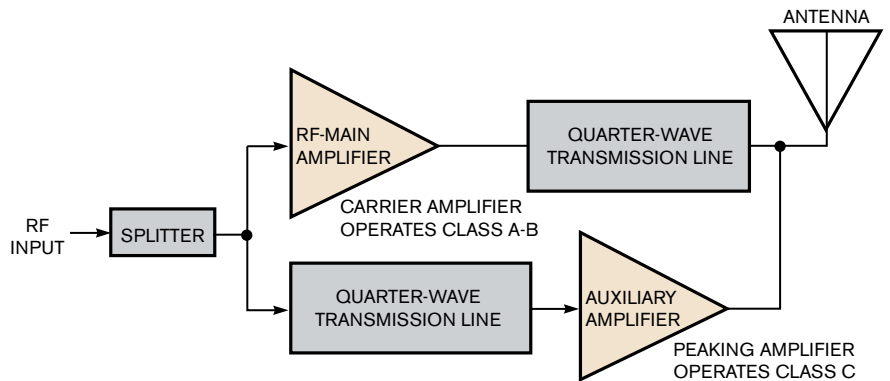 ANTENNA
RF-MAIN
AMPLIFIER
QUARTER-WAVE
TRANSMISSION LINE
CARRIER AMPLIFIER
OPERATES CLASS A-B
RF
INPUT
SPLITTER
QUARTER-WAVE
TRANSMISSION LINE
AUXILIARY
AMPLIFIER
PEAKING AMPLIFIER
OPERATES CLASS C